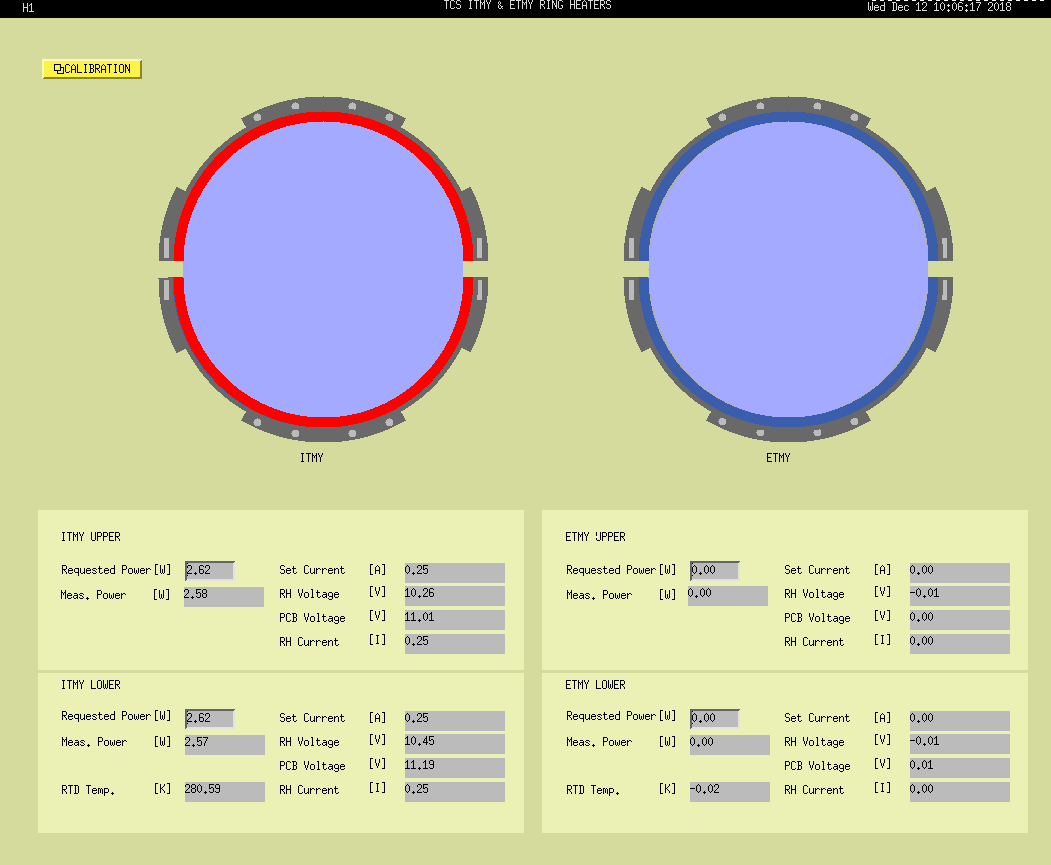 H1 TCS ITMY & ETMY RING HEATERS Wed Dec 12 10:06:17 2018
CALIBRATION
ITMY ETMY
ITMY UPPER
Requested Power [W] 2.62 Set Current [A] 0.25
Meas. Power [W] 2.58 RH Voltage [V] 10.26
PCB Voltage [V] 11.01
RH Current [I] 0.25
ETMY UPPER
Requested Power [W] 0.00 Set Current [A] 0.00
Meas. Power [W] 0.00 RH Voltage [V] -0.01
PCB Voltage [V] 0.00
RH Current [I] 0.00
ITMY LOWER
Requested Power [W] 2.62 Set Current [A] 0.25
Meas. Power [W] 2.57 RH Voltage [V] 10.45
PCB Voltage [V] 11.19
RTD Temp. [K] 280.59 RH Current [I] 0.25
ETMY LOWER
Requested Power [W] 0.00 Set Current [A] 0.00
Meas. Power [W] 0.00 RH Voltage [V] -0.01
PCB Voltage [V] 0.01
RTD Temp. [K] -0.02 RH Current [I] 0.00